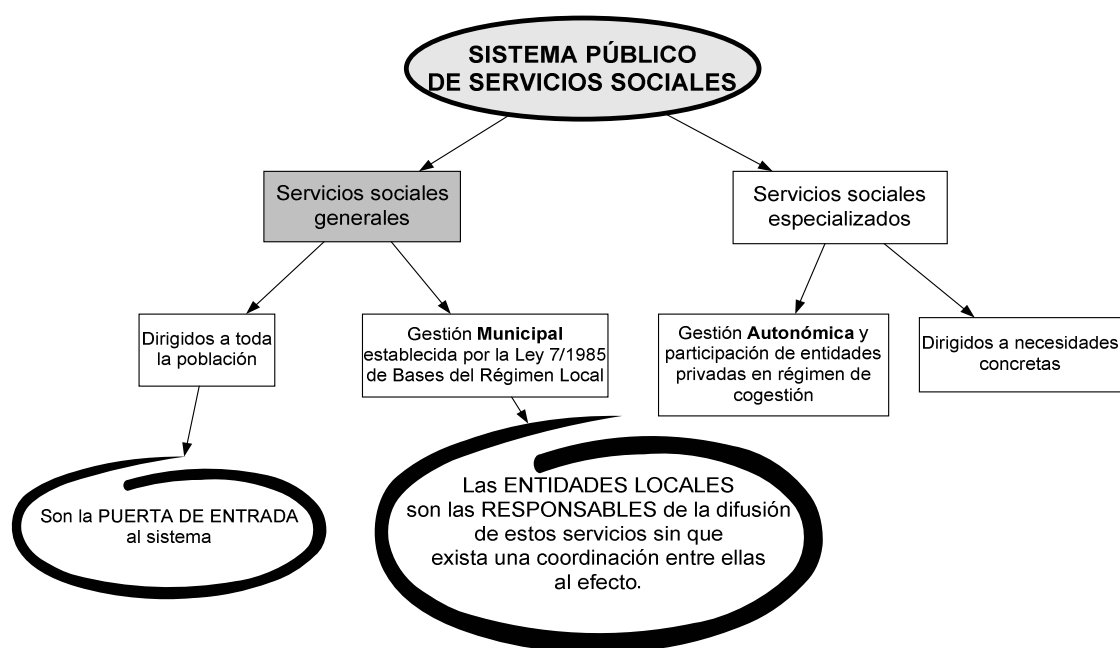 SISTEMA PÚBLICO
DE SERVICIOS SOCIALES
Servicios sociales
generales
Servicios sociales
especializados
Dirigidos a toda
la población
Gestión Municipal
establecida por la Ley 7/1985
de Bases del Régimen Local
Gestión Autonómica y
participación de entidades
privadas en régimen de
cogestión
Dirigidos a necesidades
concretas
Son la PUERTA DE ENTRADA
al sistema
Las ENTIDADES LOCALES
son las RESPONSABLES de la difusión
de estos servicios sin que
exista una coordinación entre ellas
al efecto.